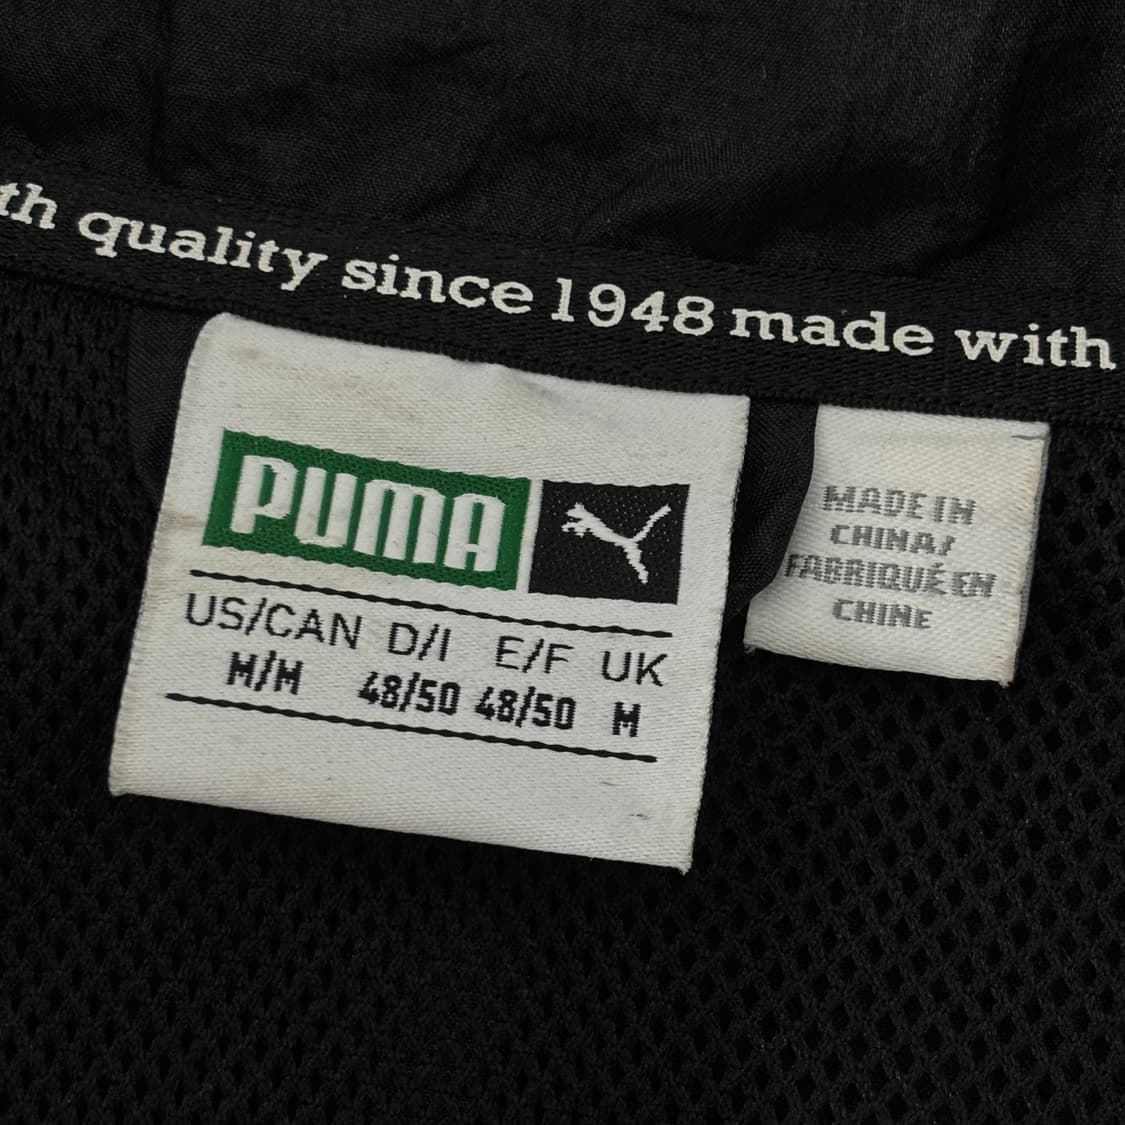 th quality since 1948 made with
PUMA
US/CAN D/I E/F UK
M/M 48/50 48/50 M
MADE IN
CHINA/
FABRIQUÉ EN
CHINE